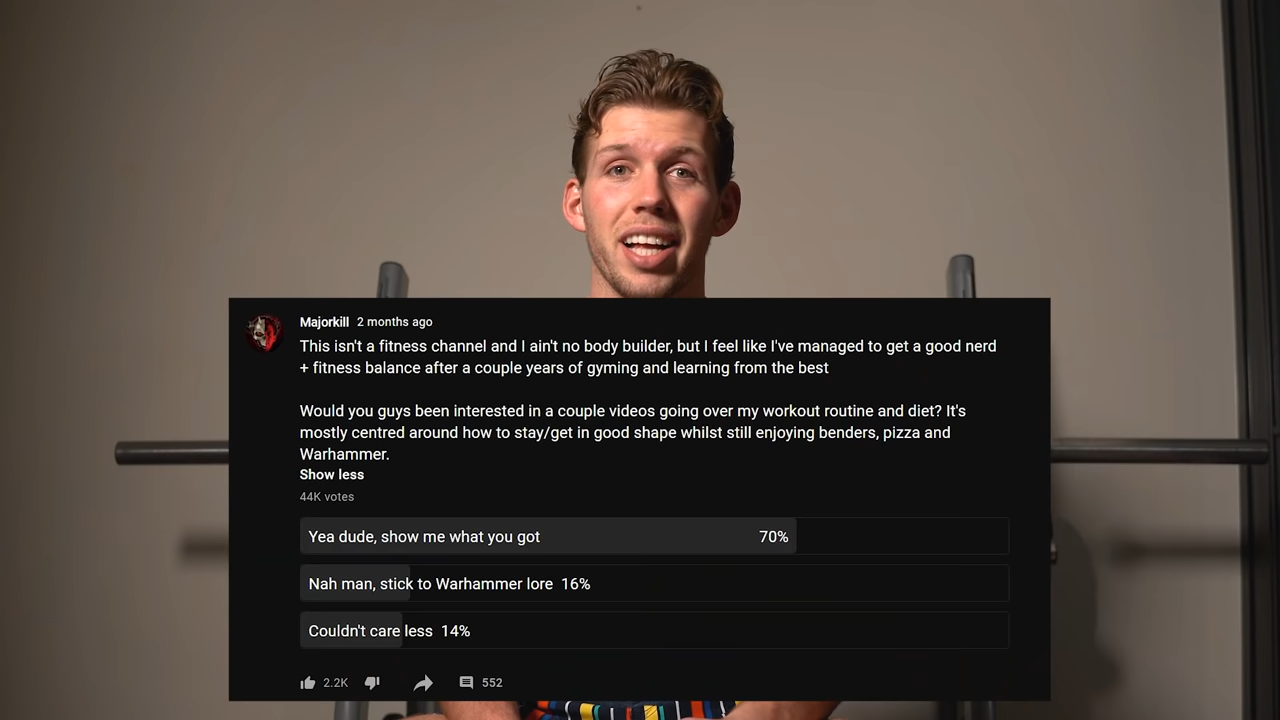 Majorkill 2 months ago
This isn't a fitness channel and I ain't no body builder, but I feel like I've managed to get a good nerd
+ fitness balance after a couple years of gyming and learning from the best
Would you guys been interested in a couple videos going over my workout routine and diet? It's
mostly centred around how to stay/get in good shape whilst still enjoying benders, pizza and
Warhammer.
Show less
44K votes
Yea dude, show me what you got 70%
Nah man, stick to Warhammer lore 16%
Couldn't care less 14%
2.2K 552